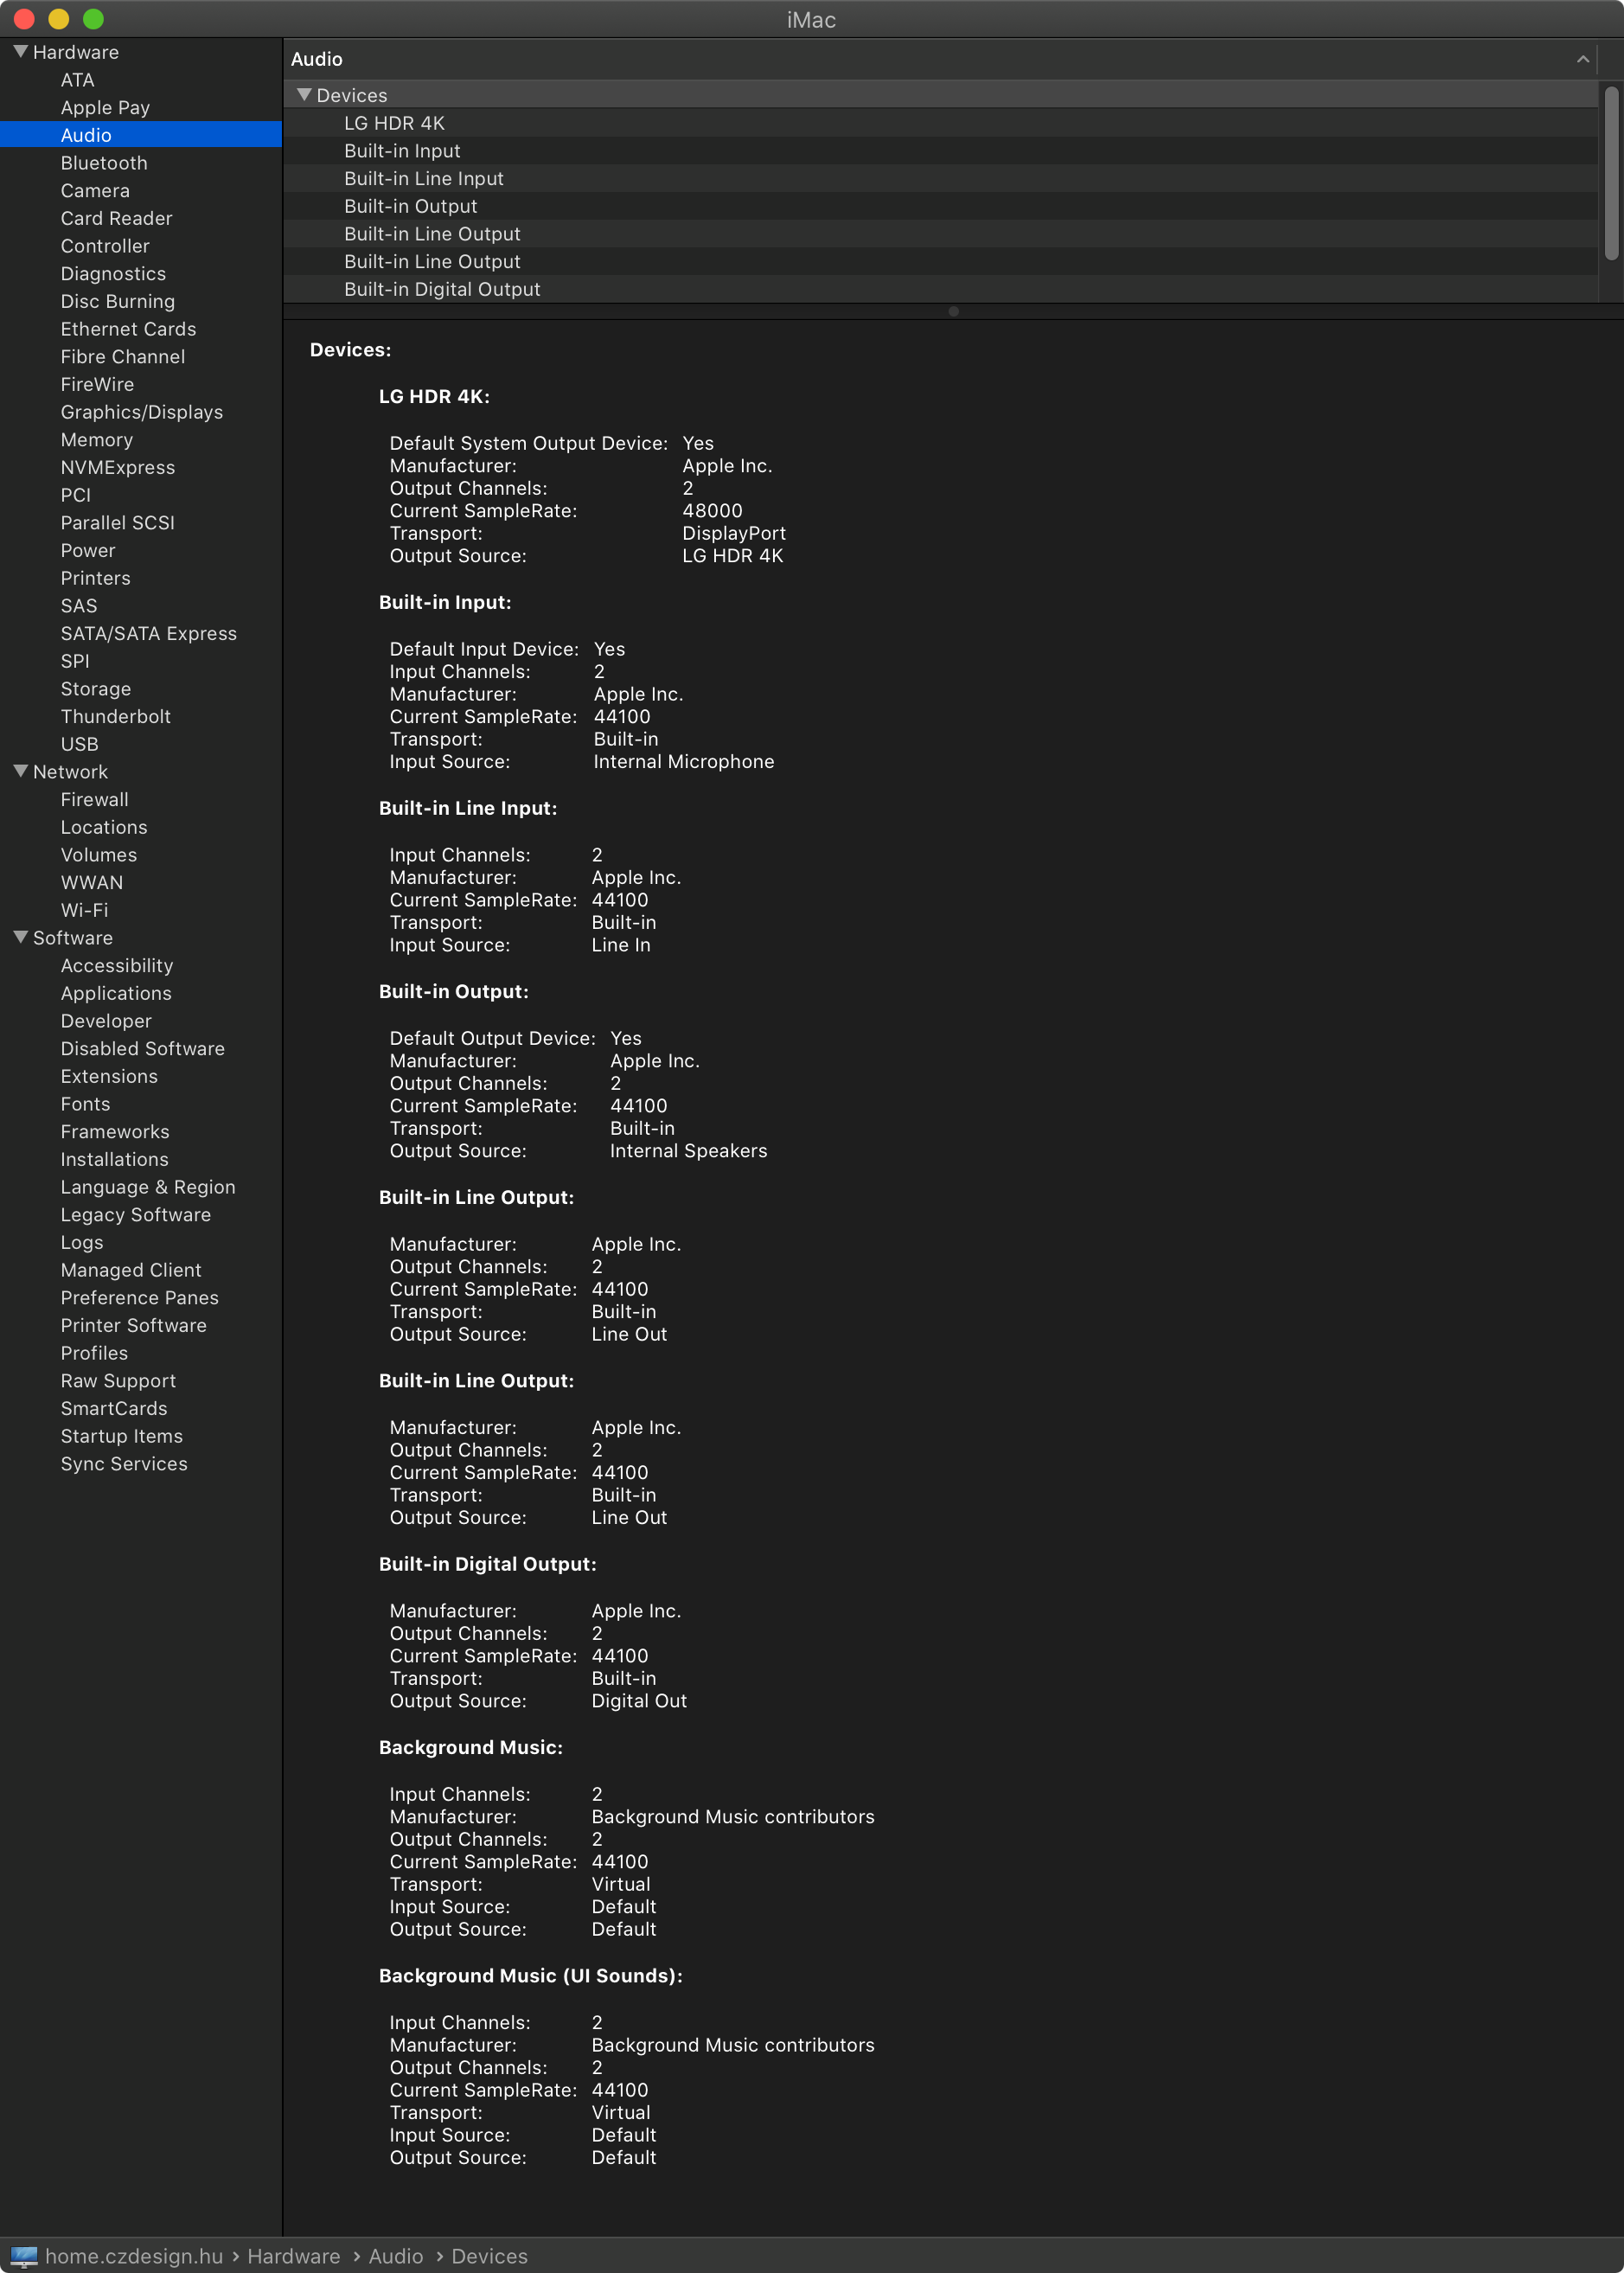 iMac
Hardware
ATA
Apple Pay
Audio
Bluetooth
Camera
Card Reader
Controller
Diagnostics
Disc Burning
Ethernet Cards
Fibre Channel
FireWire
Graphics/Displays
Memory
NVMExpress
PCI
Parallel SCSI
Power
Printers
SAS
SATA/SATA Express
SPI
Storage
Thunderbolt
USB
Network
Firewall
Locations
Volumes
WWAN
Wi-Fi
Software
Accessibility
Applications
Developer
Disabled Software
Extensions
Fonts
Frameworks
Installations
Language & Region
Legacy Software
Logs
Managed Client
Preference Panes
Printer Software
Profiles
Raw Support
SmartCards
Startup Items
Sync Services
Audio
Devices
LG HDR 4K
Built-in Input
Built-in Line Input
Built-in Output
Built-in Line Output
Built-in Line Output
Built-in Digital Output
Devices:
LG HDR 4K:
Default System Output Device: Yes
Manufacturer: Apple Inc.
Output Channels: 2
Current SampleRate: 48000
Transport: DisplayPort
Output Source: LG HDR 4K
Built-in Input:
Default Input Device: Yes
Input Channels: 2
Manufacturer: Apple Inc.
Current SampleRate: 44100
Transport: Built-in
Input Source: Internal Microphone
Built-in Line Input:
Input Channels: 2
Manufacturer: Apple Inc.
Current SampleRate: 44100
Transport: Built-in
Input Source: Line In
Built-in Output:
Default Output Device: Yes
Manufacturer: Apple Inc.
Output Channels: 2
Current SampleRate: 44100
Transport: Built-in
Output Source: Internal Speakers
Built-in Line Output:
Manufacturer: Apple Inc.
Output Channels: 2
Current SampleRate: 44100
Transport: Built-in
Output Source: Line Out
Built-in Line Output:
Manufacturer: Apple Inc.
Output Channels: 2
Current SampleRate: 44100
Transport: Built-in
Output Source: Line Out
Built-in Digital Output:
Manufacturer: Apple Inc.
Output Channels: 2
Current SampleRate: 44100
Transport: Built-in
Output Source: Digital Out
Background Music:
Input Channels: 2
Manufacturer: Background Music contributors
Output Channels: 2
Current SampleRate: 44100
Transport: Virtual
Input Source: Default
Output Source: Default
Background Music (UI Sounds):
Input Channels: 2
Manufacturer: Background Music contributors
Output Channels: 2
Current SampleRate: 44100
Transport: Virtual
Input Source: Default
Output Source: Default
home.czdesign.hu › Hardware › Audio › Devices